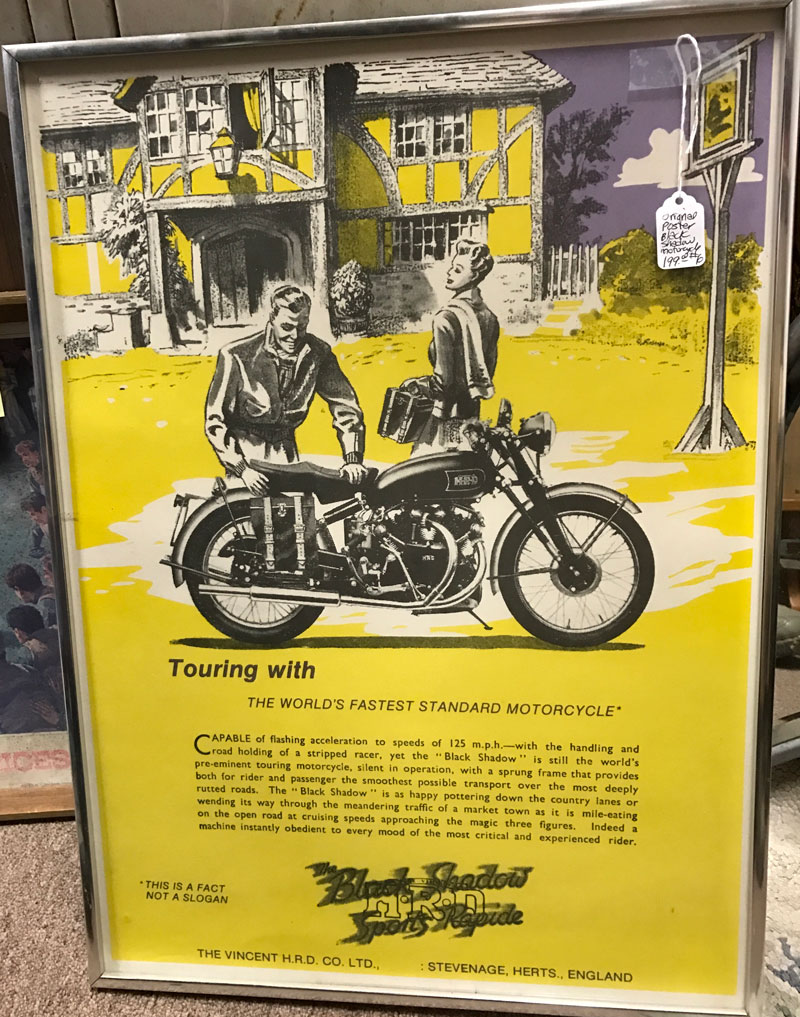 original
Poster
Black
Shadow
motorcycle
199.00
HRD
Touring with
THE WORLD'S FASTEST STANDARD MOTORCYCLE*
CAPABLE of flashing acceleration to speeds of 125 m.p.h.—with the handling and
road holding of a stripped racer, yet the "Black Shadow" is still the world's
pre-eminent touring motorcycle, silent in operation, with a sprung frame that provides
both for rider and passenger the smoothest possible transport over the most deeply
rutted roads. The "Black Shadow" is as happy pottering down the country lanes or
wending its way through the meandering traffic of a market town as it is mile-eating
on the open road at cruising speeds approaching the magic three figures. Indeed a
machine instantly obedient to every mood of the most critical and experienced rider.
*THIS IS A FACT
NOT A SLOGAN
The
Black Shadow
H·R·D
Sports Rapide
THE VINCENT H.R.D. CO. LTD., : STEVENAGE, HERTS., ENGLAND